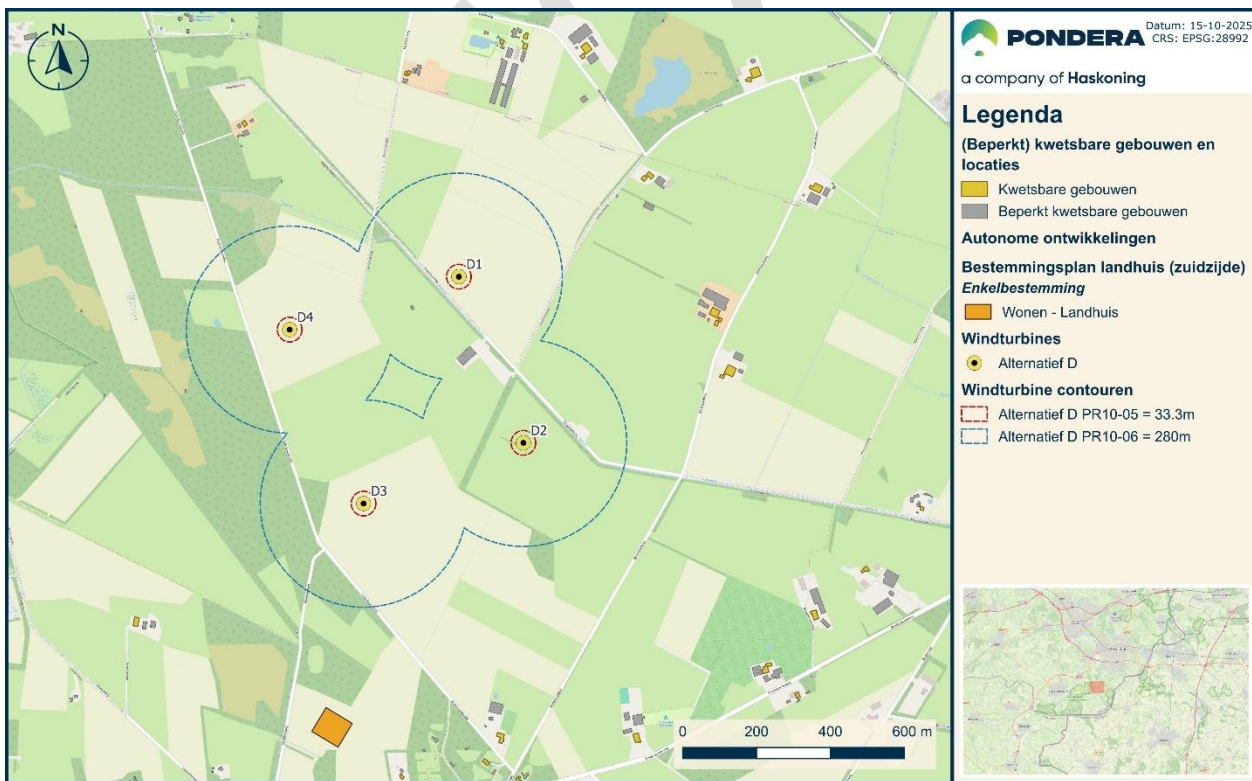 N
D1
D4
D2
D3
0 200 400 600 m
PONDERA
Datum: 15-10-2025
CRS: EPSG:28992
a company of Haskoning
Legenda
(Beperkt) kwetsbare gebouwen en
locaties
Kwetsbare gebouwen
Beperkt kwetsbare gebouwen
Autonome ontwikkelingen
Bestemmingsplan landhuis (zuidzijde)
Enkelbestemming
Wonen - Landhuis
Windturbines
Alternatief D
Windturbine contouren
Alternatief D PR10-05 = 33.3m
Alternatief D PR10-06 = 280m